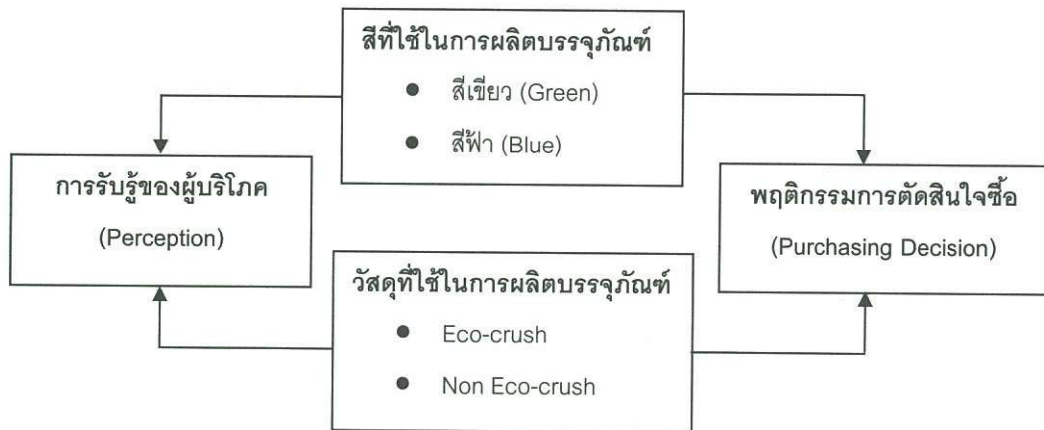 สีที่ใช้ในการผลิตบรรจุภัณฑ์
● สีเขียว (Green)
● สีฟ้า (Blue)
การรับรู้ของผู้บริโภค
(Perception)
พฤติกรรมการตัดสินใจซื้อ
(Purchasing Decision)
วัสดุที่ใช้ในการผลิตบรรจุภัณฑ์
● Eco-crush
● Non Eco-crush